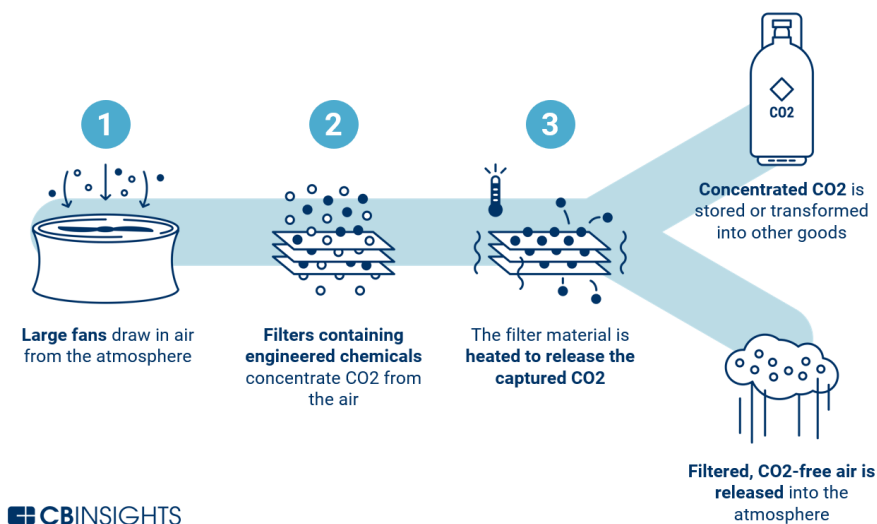 1
2
3
CO2
Large fans draw in air
from the atmosphere
Filters containing
engineered chemicals
concentrate CO2 from
the air
The filter material is
heated to release the
captured CO2
Concentrated CO2 is
stored or transformed
into other goods
Filtered, CO2-free air is
released into the
atmosphere
CBINSIGHTS